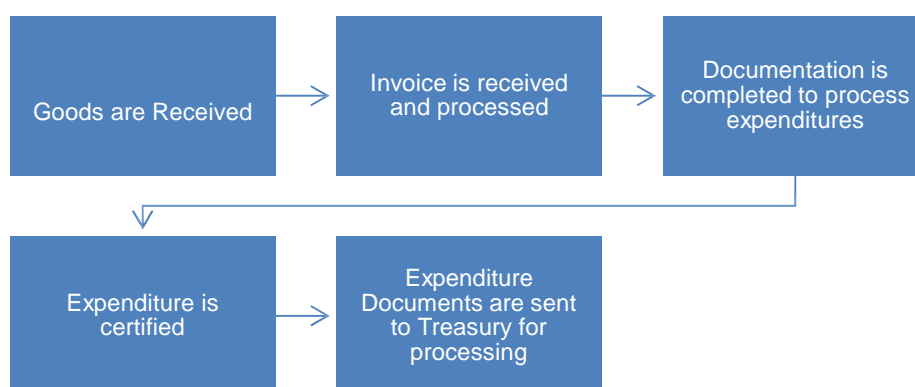 Goods are Received
Invoice is received
and processed
Documentation is
completed to process
expenditures
Expenditure is
certified
Expenditure
Documents are sent
to Treasury for
processing